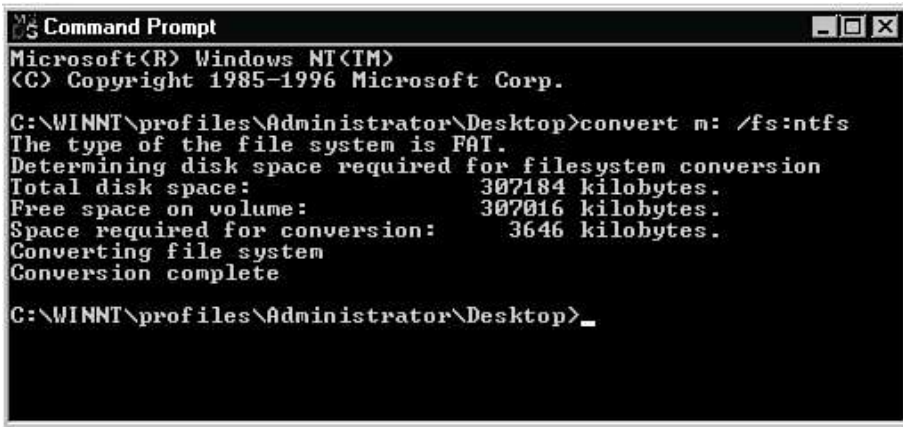 Command Prompt
Microsoft(R) Windows NT(TM)
(C) Copyright 1985-1996 Microsoft Corp.
C:\WINNT\profiles\Administrator\Desktop>convert m: /fs:ntfs
The type of the file system is FAT.
Determining disk space required for filesystem conversion
Total disk space:                 307184 kilobytes.
Free space on volume:             307016 kilobytes.
Space required for conversion:      3646 kilobytes.
Converting file system
Conversion complete
C:\WINNT\profiles\Administrator\Desktop>_